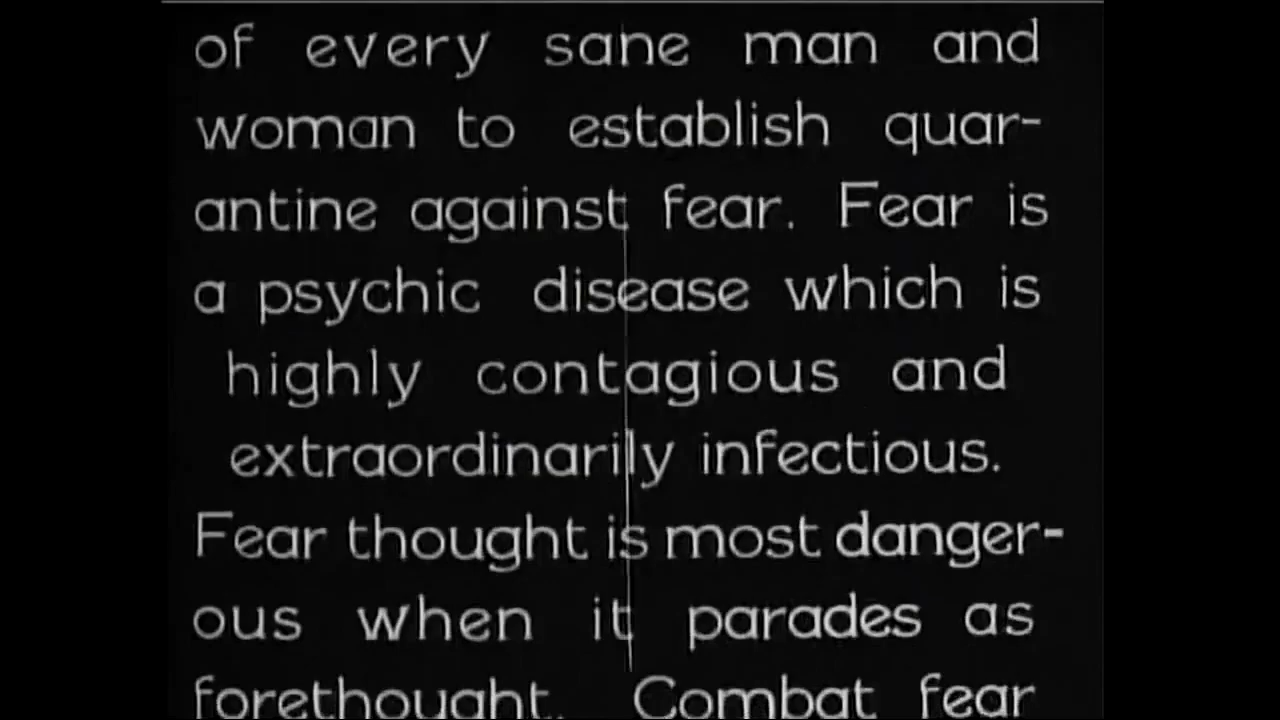 of every sane man and
woman to establish quar-
antine against fear. Fear is
a psychic disease which is
highly contagious and
extraordinarily infectious.
Fear thought is most danger-
ous when it parades as
forethought. Combat fear